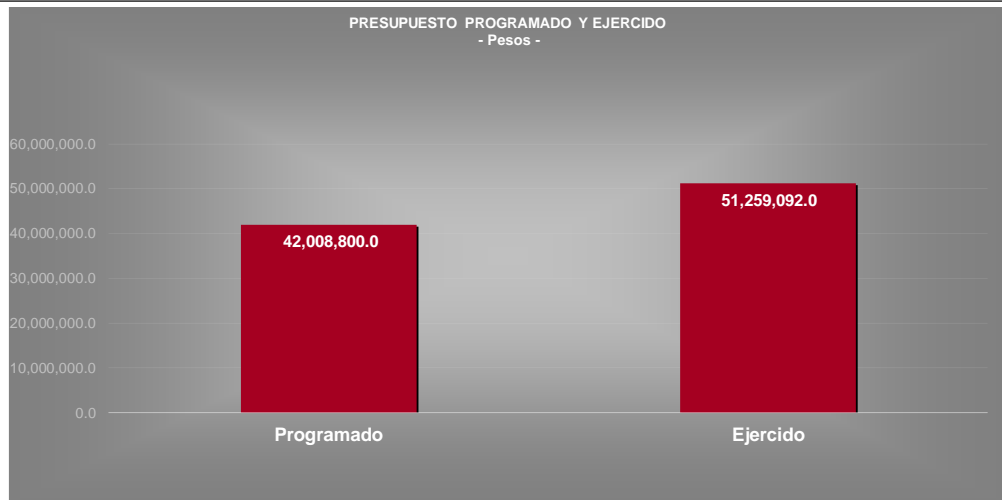 PRESUPUESTO PROGRAMADO Y EJERCIDO
- Pesos -
60,000,000.0
50,000,000.0
40,000,000.0
30,000,000.0
20,000,000.0
10,000,000.0
0.0
42,008,800.0
51,259,092.0
Programado
Ejercido